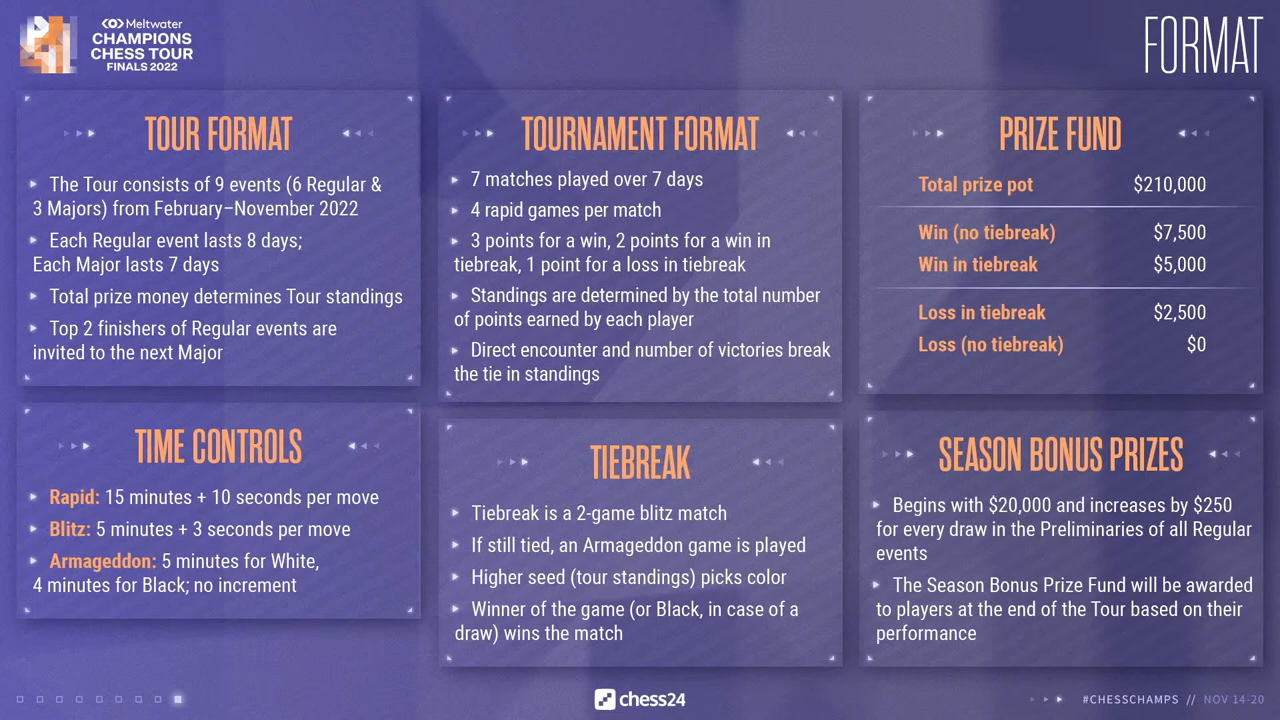 Meltwater
CHAMPIONS
CHESS TOUR
FINALS 2022
FORMAT
TOUR FORMAT
The Tour consists of 9 events (6 Regular &
3 Majors) from February–November 2022
Each Regular event lasts 8 days;
Each Major lasts 7 days
Total prize money determines Tour standings
Top 2 finishers of Regular events are
invited to the next Major
TIME CONTROLS
Rapid: 15 minutes + 10 seconds per move
Blitz: 5 minutes + 3 seconds per move
Armageddon: 5 minutes for White,
4 minutes for Black; no increment
TOURNAMENT FORMAT
7 matches played over 7 days
4 rapid games per match
3 points for a win, 2 points for a win in
tiebreak, 1 point for a loss in tiebreak
Standings are determined by the total number
of points earned by each player
Direct encounter and number of victories break
the tie in standings
TIEBREAK
Tiebreak is a 2-game blitz match
If still tied, an Armageddon game is played
Higher seed (tour standings) picks color
Winner of the game (or Black, in case of a
draw) wins the match
PRIZE FUND
Total prize pot $210,000
Win (no tiebreak) $7,500
Win in tiebreak $5,000
Loss in tiebreak $2,500
Loss (no tiebreak) $0
SEASON BONUS PRIZES
Begins with $20,000 and increases by $250
for every draw in the Preliminaries of all Regular
events
The Season Bonus Prize Fund will be awarded
to players at the end of the Tour based on their
performance
chess24
#CHESSCHAMPS // NOV 14-20